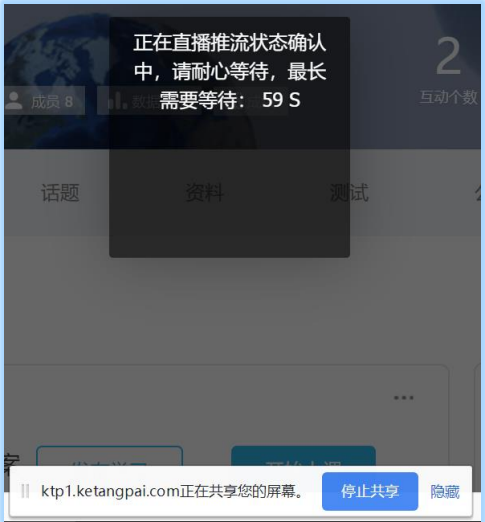 正在直播推流状态确认
中，请耐心等待，最长
需要等待： 59 S
2
成员 8
数据
互动个数
话题
资料
测试
ktp1.ketangpai.com正在共享您的屏幕。
停止共享
隐藏